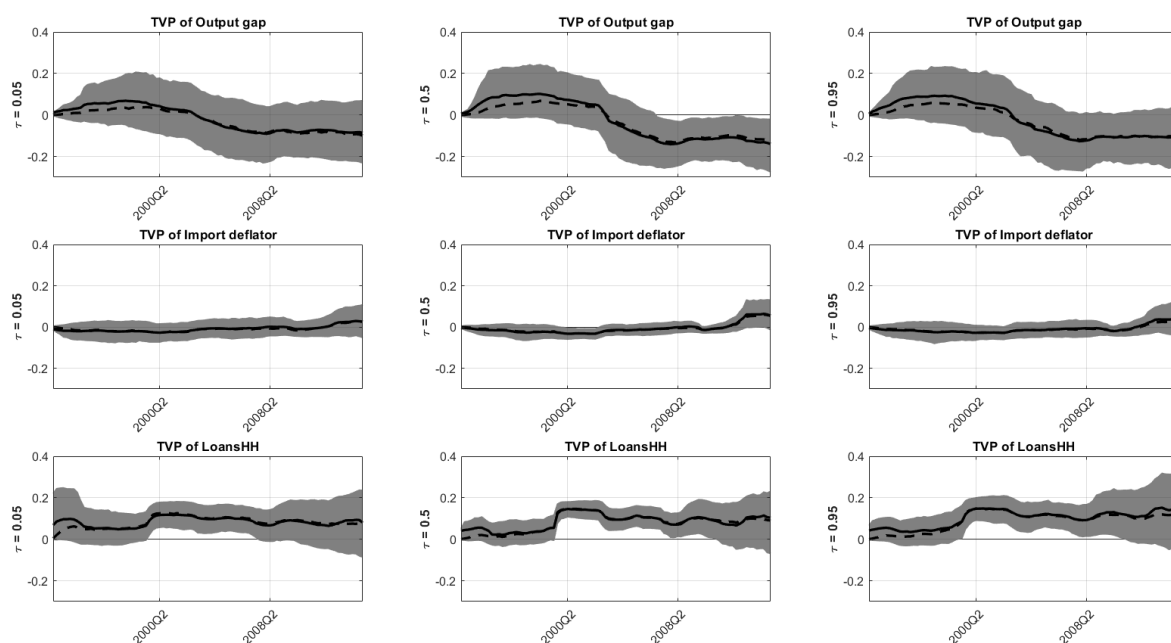 TVP of Output gap
0.4
0.2
0
-0.2
τ = 0.05
2000Q2
2008Q2
TVP of Output gap
0.4
0.2
0
-0.2
τ = 0.5
2000Q2
2008Q2
TVP of Output gap
0.4
0.2
0
-0.2
τ = 0.95
2000Q2
2008Q2
TVP of Import deflator
0.4
0.2
0
-0.2
τ = 0.05
2000Q2
2008Q2
TVP of Import deflator
0.4
0.2
0
-0.2
τ = 0.5
2000Q2
2008Q2
TVP of Import deflator
0.4
0.2
0
-0.2
τ = 0.95
2000Q2
2008Q2
TVP of LoansHH
0.4
0.2
0
-0.2
τ = 0.05
2000Q2
2008Q2
TVP of LoansHH
0.4
0.2
0
-0.2
τ = 0.5
2000Q2
2008Q2
TVP of LoansHH
0.4
0.2
0
-0.2
τ = 0.95
2000Q2
2008Q2